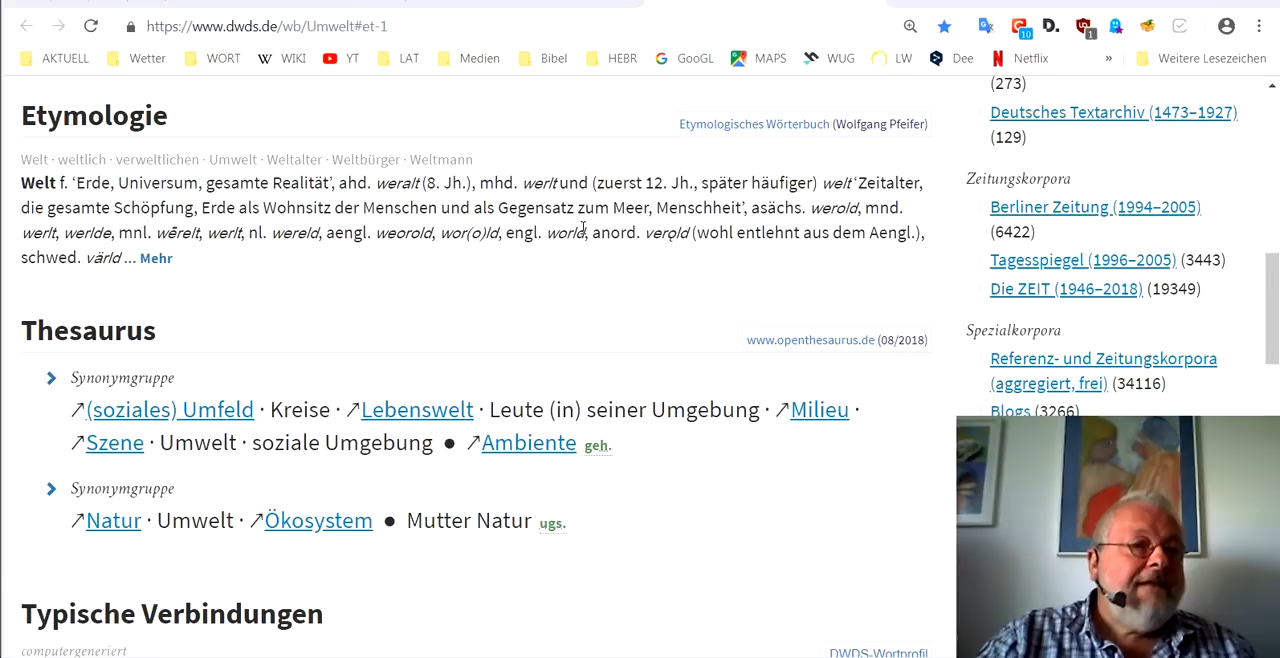 https://www.dwds.de/wb/Umwelt#et-1
10
D.
1
AKTUELL Wetter WORT W WIKI YT LAT Medien Bibel HEBR G GooGL MAPS WUG LW Dee N Netflix » Weitere Lesezeichen
Etymologie
Etymologisches Wörterbuch (Wolfgang Pfeifer)
Welt · weltlich · verweltlichen · Umwelt · Weltalter · Weltbürger · Weltmann
Welt f. ‘Erde, Universum, gesamte Realität’, ahd. weralt (8. Jh.), mhd. werlt und (zuerst 12. Jh., später häufiger) welt ‘Zeitalter,
die gesamte Schöpfung, Erde als Wohnsitz der Menschen und als Gegensatz zum Meer, Menschheit’, asächs. werold, mnd.
werlt, werlde, mnl. wērelt, werlt, nl. wereld, aengl. weorold, wor(o)ld, engl. world, anord. verǫld (wohl entlehnt aus dem Aengl.),
schwed. värld ... Mehr
Thesaurus
www.openthesaurus.de (08/2018)
Synonymgruppe
↗(soziales) Umfeld · Kreise · ↗Lebenswelt · Leute (in) seiner Umgebung · ↗Milieu ·
↗Szene · Umwelt · soziale Umgebung ● ↗Ambiente geh.
Synonymgruppe
↗Natur · Umwelt · ↗Ökosystem ● Mutter Natur ugs.
Typische Verbindungen
computergeneriert
DWDS-Wortprofil
(273)
Deutsches Textarchiv (1473–1927)
(129)
Zeitungskorpora
Berliner Zeitung (1994–2005)
(6422)
Tagesspiegel (1996–2005) (3443)
Die ZEIT (1946–2018) (19349)
Spezialkorpora
Referenz- und Zeitungskorpora
(aggregiert, frei) (34116)
Blogs (3266)